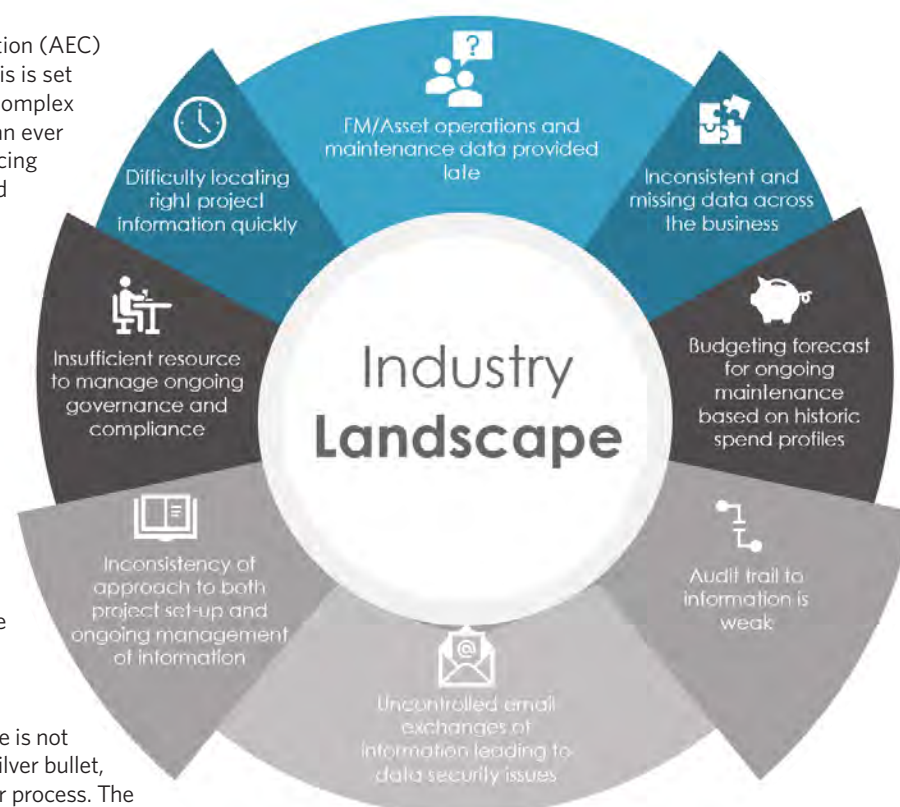 tion (AEC)
is is set
omplex
an ever
cing
d
e
e is not
ilver bullet,
r process. The
?
FM/Asset operations and
maintenance data provided
late
Inconsistent and
missing data across
the business
Budgeting forecast
for ongoing
maintenance
based on historic
spend profiles
Audit trail to
information is
weak
@
Uncontrolled email
exchanges of
information leading to
data security issues
Inconsistency of
approach to both
project set-up and
ongoing management
of information
Insufficient resource
to manage ongoing
governance and
compliance
Difficulty locating
right project
information quickly
Industry
Landscape